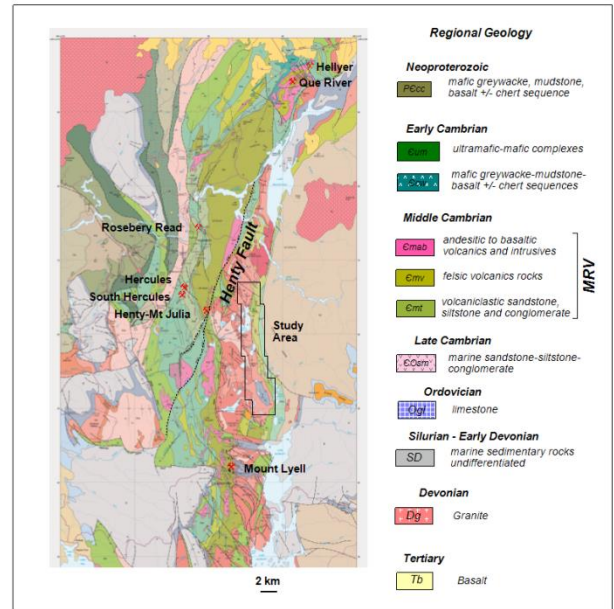 Regional Geology
Hellyer
Que River
Rosebery Read
Henty Fault
Hercules
South Hercules
Henty-Mt Julia
Study
Area
Mount Lyell
2 km
Neoproterozoic
PЄcc
mafic greywacke, mudstone,
basalt +/- chert sequence
Early Cambrian
Єum
ultramafic-mafic complexes
mafic greywacke-mudstone-
basalt +/- chert sequences
Middle Cambrian
Єmab
andesitic to basaltic
volcanics and intrusives
Єmv
felsic volcanics rocks
Єmt
volcaniclastic sandstone,
siltstone and conglomerate
MRV
Late Cambrian
ЄOsm
marine sandstone-siltstone-
conglomerate
Ordovician
Ogl
limestone
Silurian - Early Devonian
SD
marine sedimentary rocks
undifferentiated
Devonian
Dg
Granite
Tertiary
Tb
Basalt